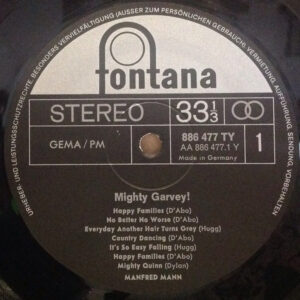 URHEBER- UND LEISTUNGSSCHUTZRECHTE, BESONDERS VERVIELFÄLTIGUNG (AUSSER ZUM PERSÖNLICHEN GEBRAUCH), VERMIETUNG, AUFFÜHRUNG, SENDUNG, VORBEHALTEN
fontana
STEREO 33⅓
GEMA / PM
886 477 TY
AA 886 477.1 Y
Made in Germany
1
Mighty Garvey!
Happy Families (D'Abo)
No Better No Worse (D'Abo)
Everyday Another Hair Turns Grey (Hugg)
Country Dancing (D'Abo)
It's So Easy Falling (Hugg)
Happy Families (D'Abo)
Mighty Quinn (Dylan)
MANFRED MANN